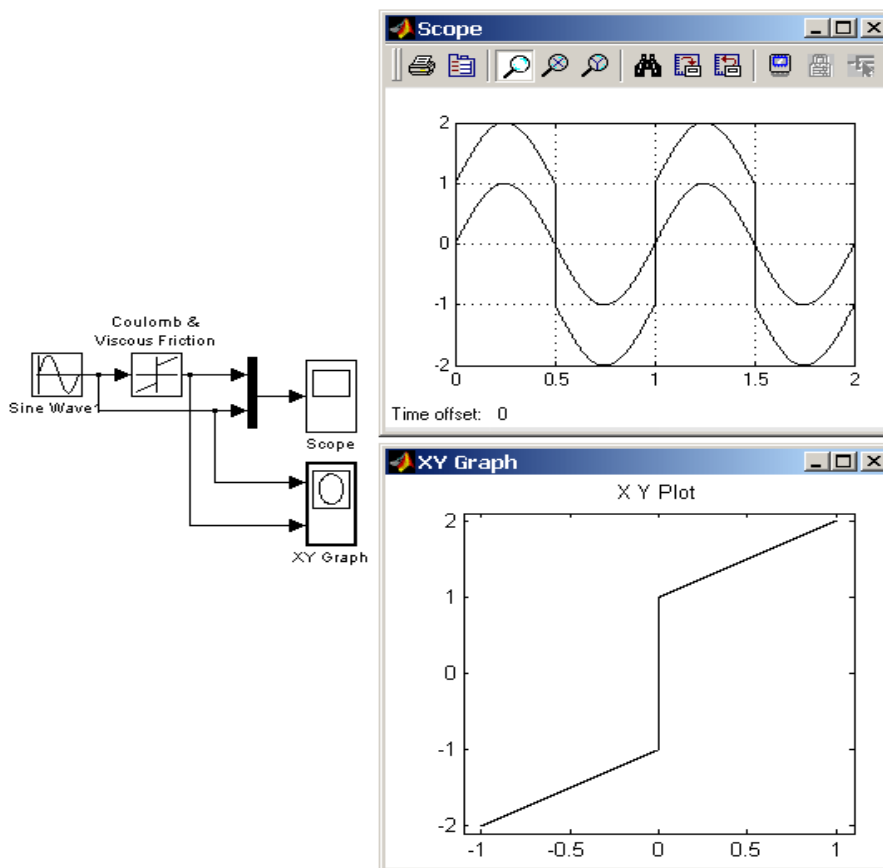 Scope
2
1
0
-1
-2
0 0.5 1 1.5 2
Time offset: 0
Coulomb &
Viscous Friction
Sine Wave1
Scope
XY Graph
XY Graph
X Y Plot
2
1
0
-1
-2
-1 -0.5 0 0.5 1